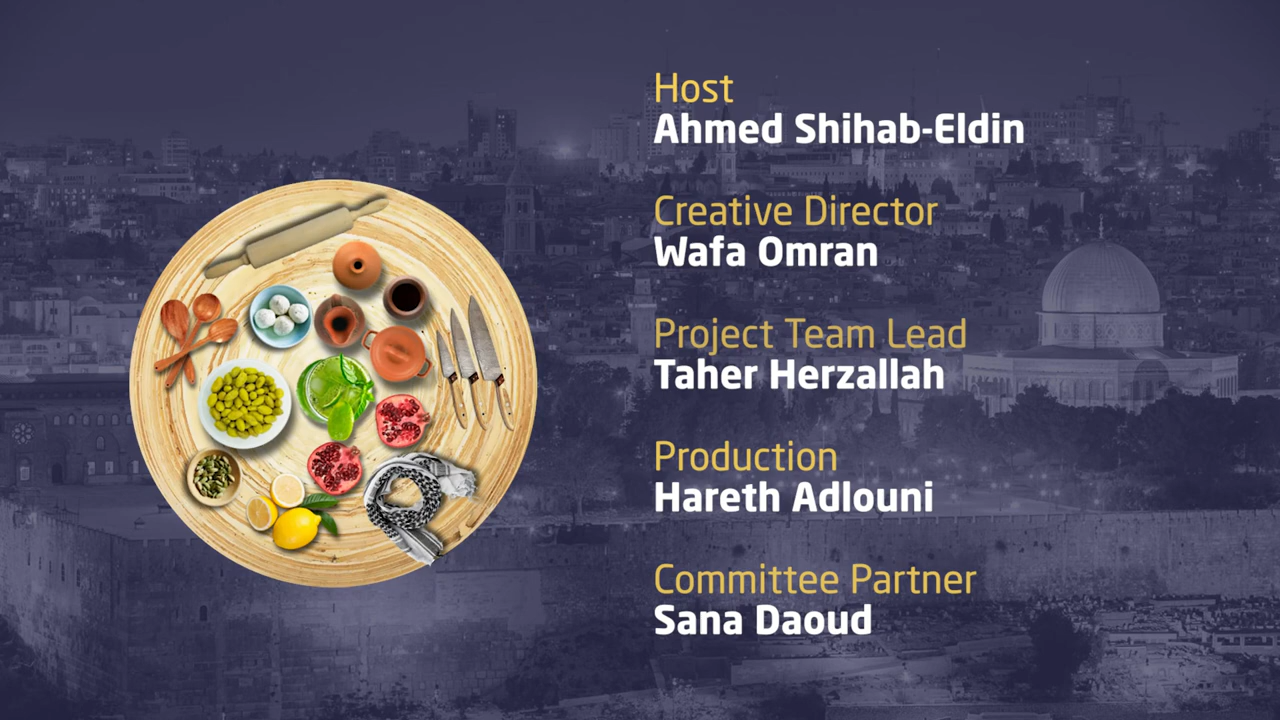 Host
Ahmed Shihab-Eldin
Creative Director
Wafa Omran
Project Team Lead
Taher Herzallah
Production
Hareth Adlouni
Committee Partner
Sana Daoud